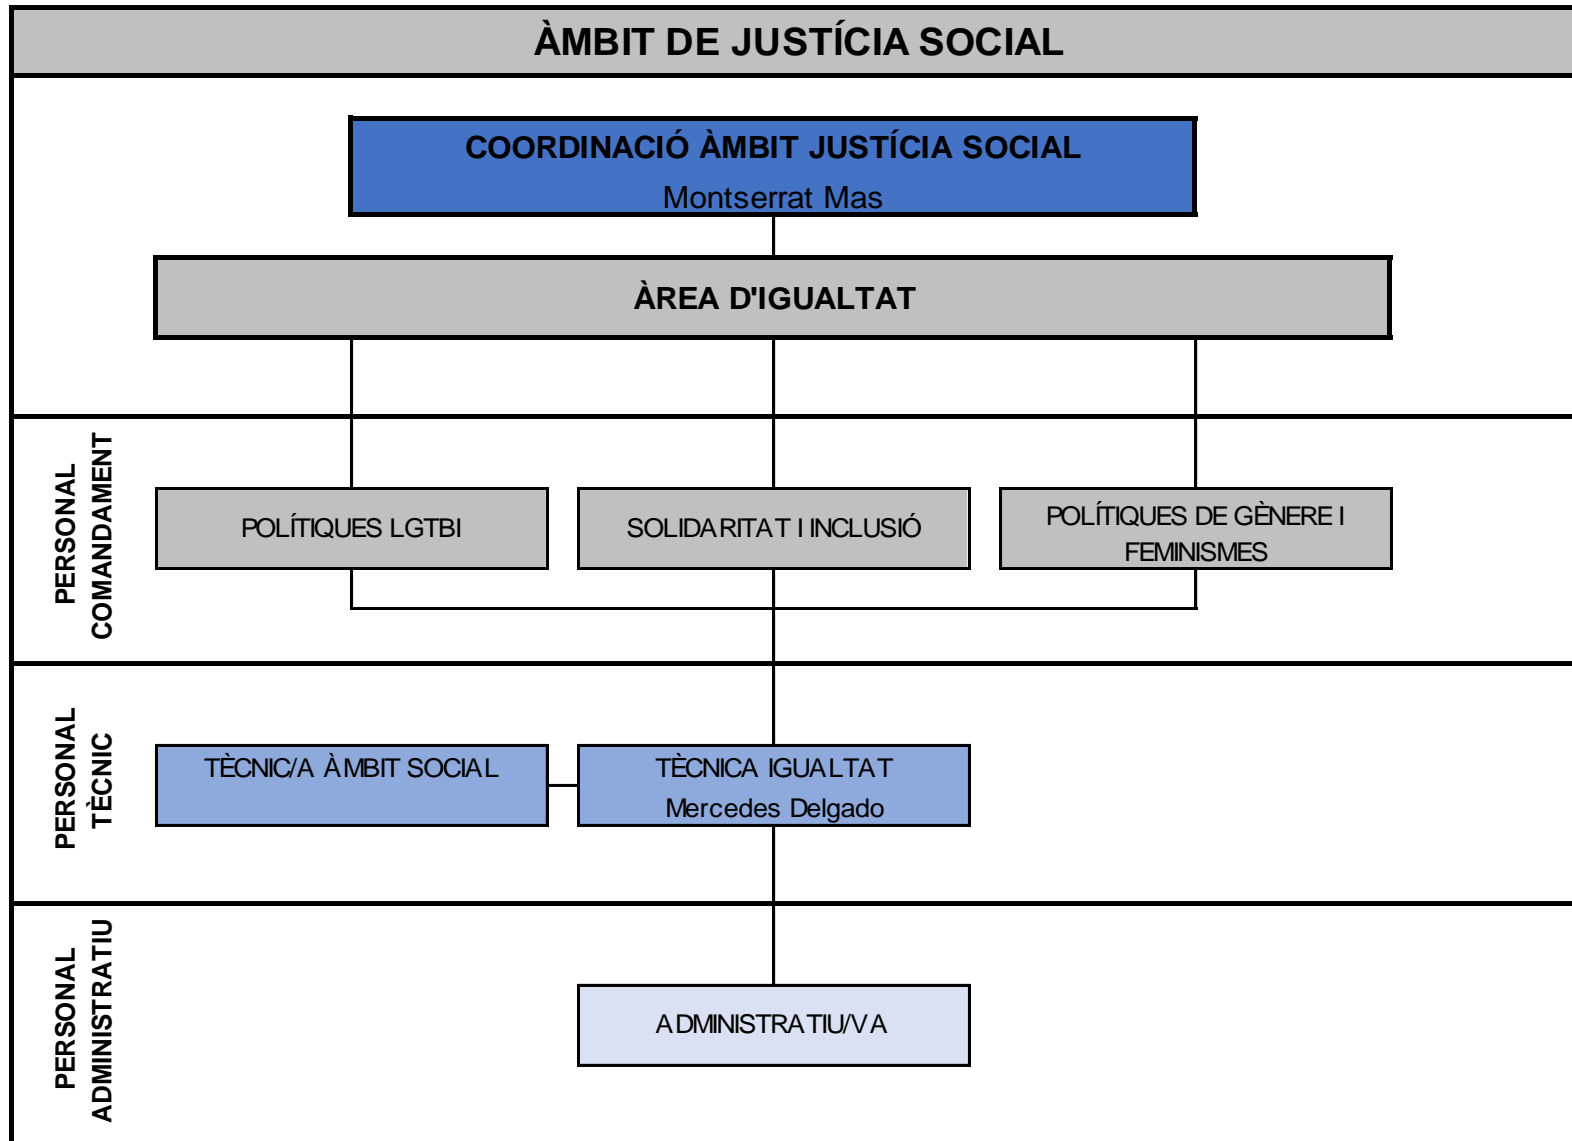 ÀMBIT DE JUSTÍCIA SOCIAL
COORDINACIÓ ÀMBIT JUSTÍCIA SOCIAL
Montserrat Mas
ÀREA D'IGUALTAT
PERSONAL
COMANDAMENT
POLÍTIQUES LGTBI
SOLIDARITAT I INCLUSIÓ
POLÍTIQUES DE GÈNERE I
FEMINISMES
PERSONAL
TÈCNIC
TÈCNIC/A ÀMBIT SOCIAL
TÈCNICA IGUALTAT
Mercedes Delgado
PERSONAL
ADMINISTRATIU
ADMINISTRATIU/VA